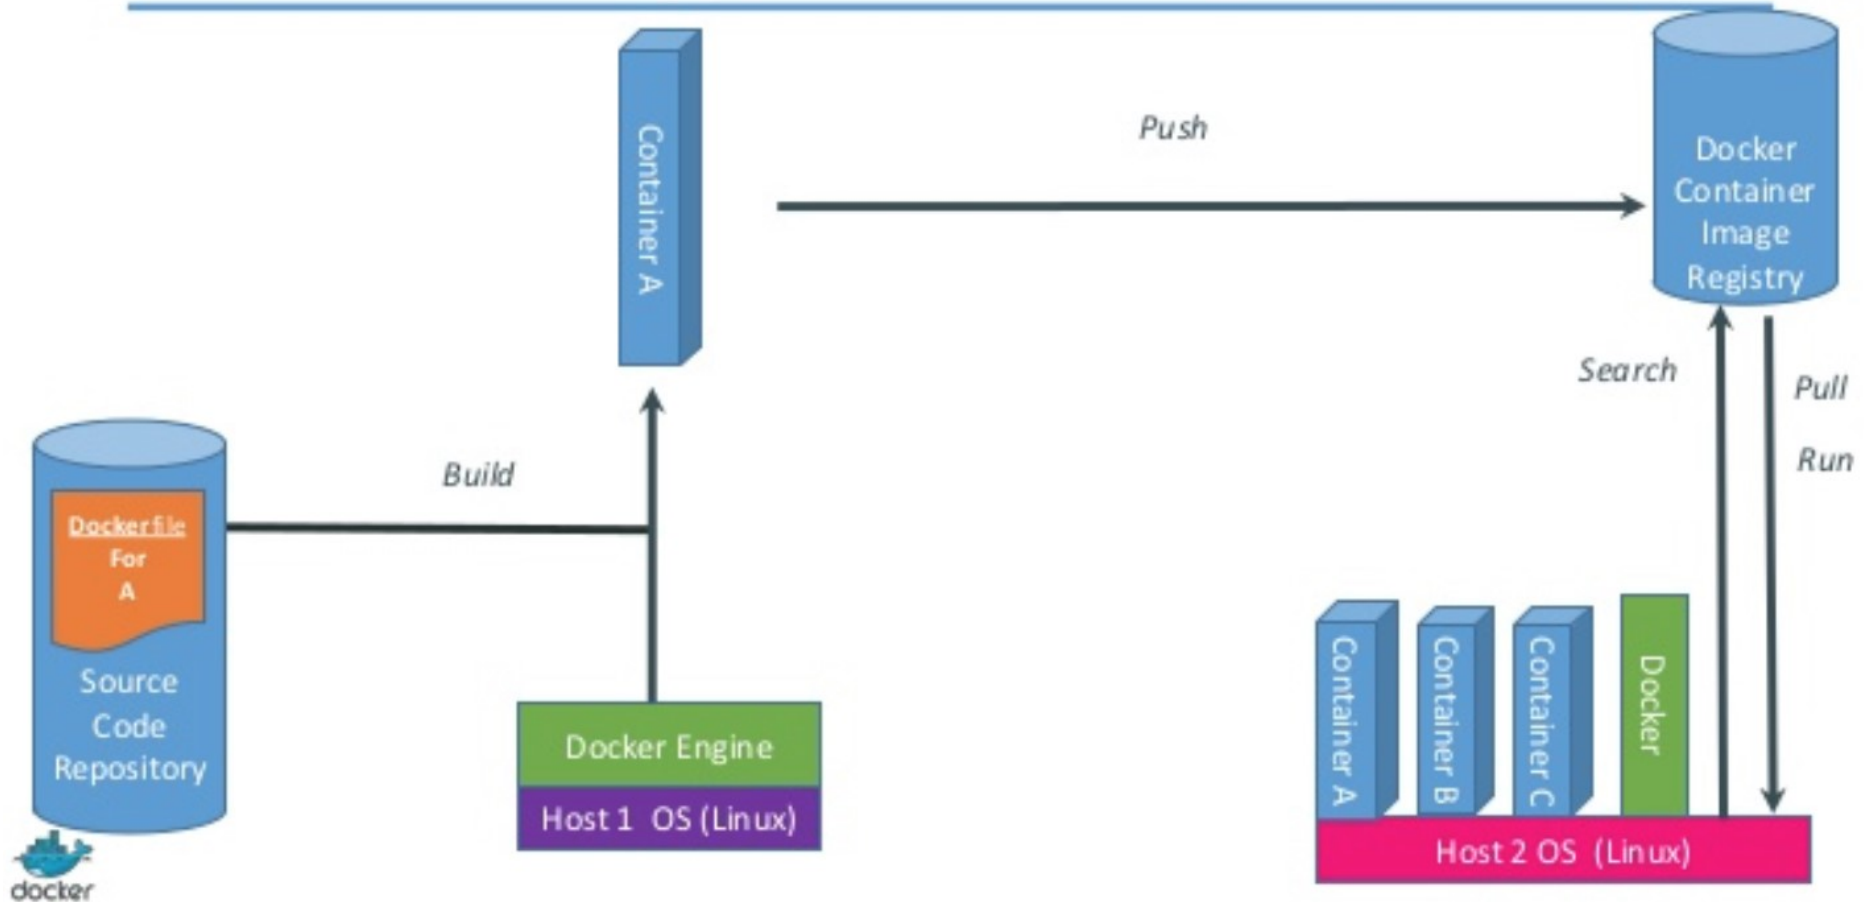 Container A
Push
Docker
Container
Image
Registry
Search
Pull
Run
Build
Dockerfile
For
A
Source
Code
Repository
Docker Engine
Host 1 OS (Linux)
Container A
Container B
Container C
Docker
Host 2 OS (Linux)
docker